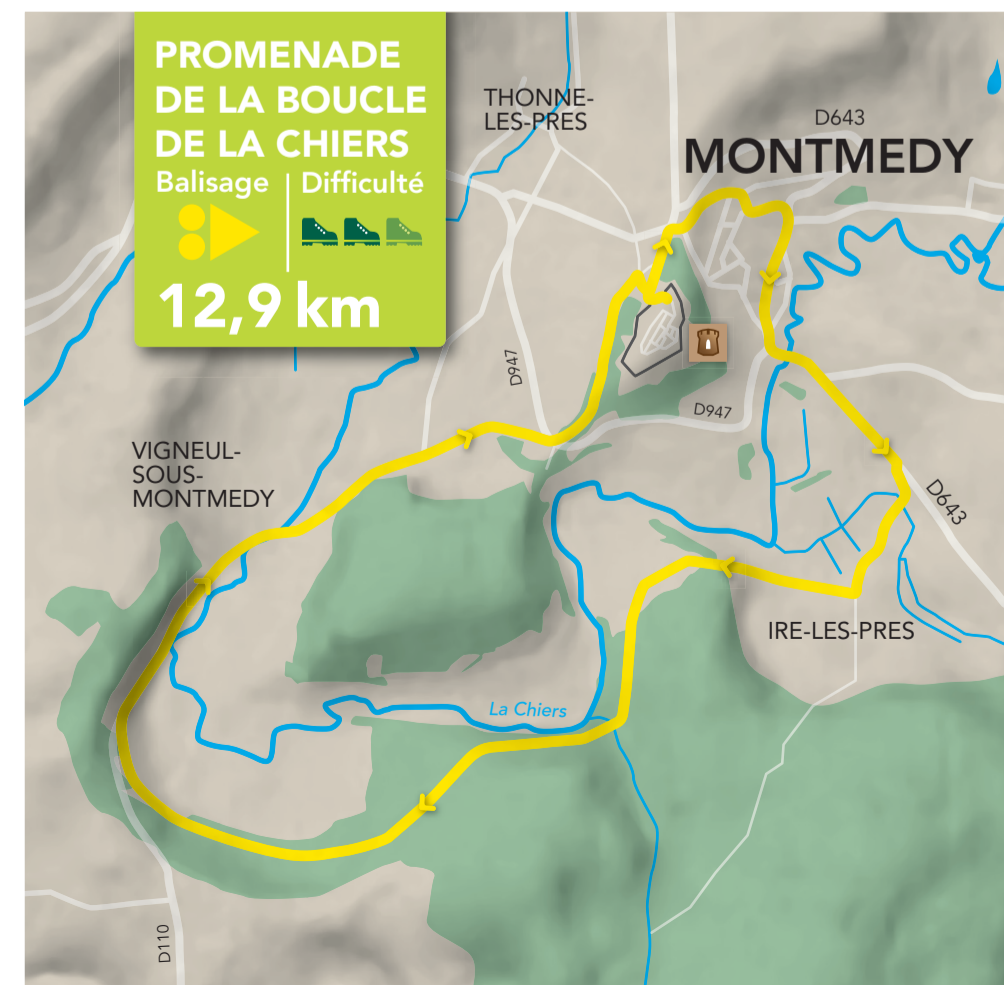 PROMENADE
DE LA BOUCLE
DE LA CHIERS
Balisage
Difficulté
12,9 km
THONNE-
LES-PRES
D643
MONTMEDY
D947
D947
VIGNEUL-
SOUS-
MONTMEDY
D643
IRE-LES-PRES
La Chiers
D110